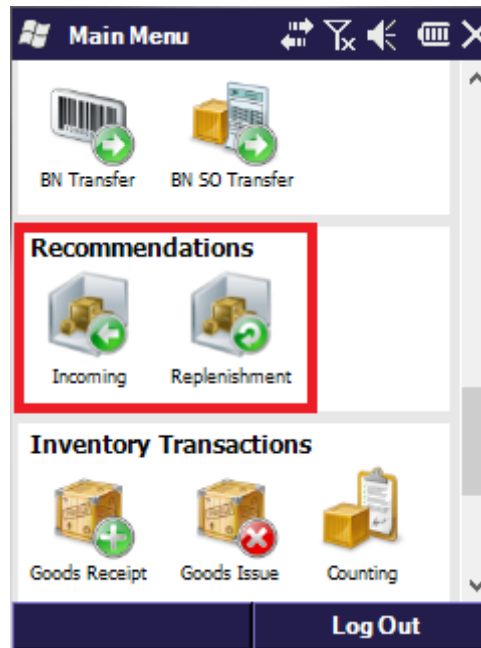 Main Menu
BN Transfer BN SO Transfer
Recommendations
Incoming Replenishment
Inventory Transactions
Goods Receipt Goods Issue Counting
Log Out